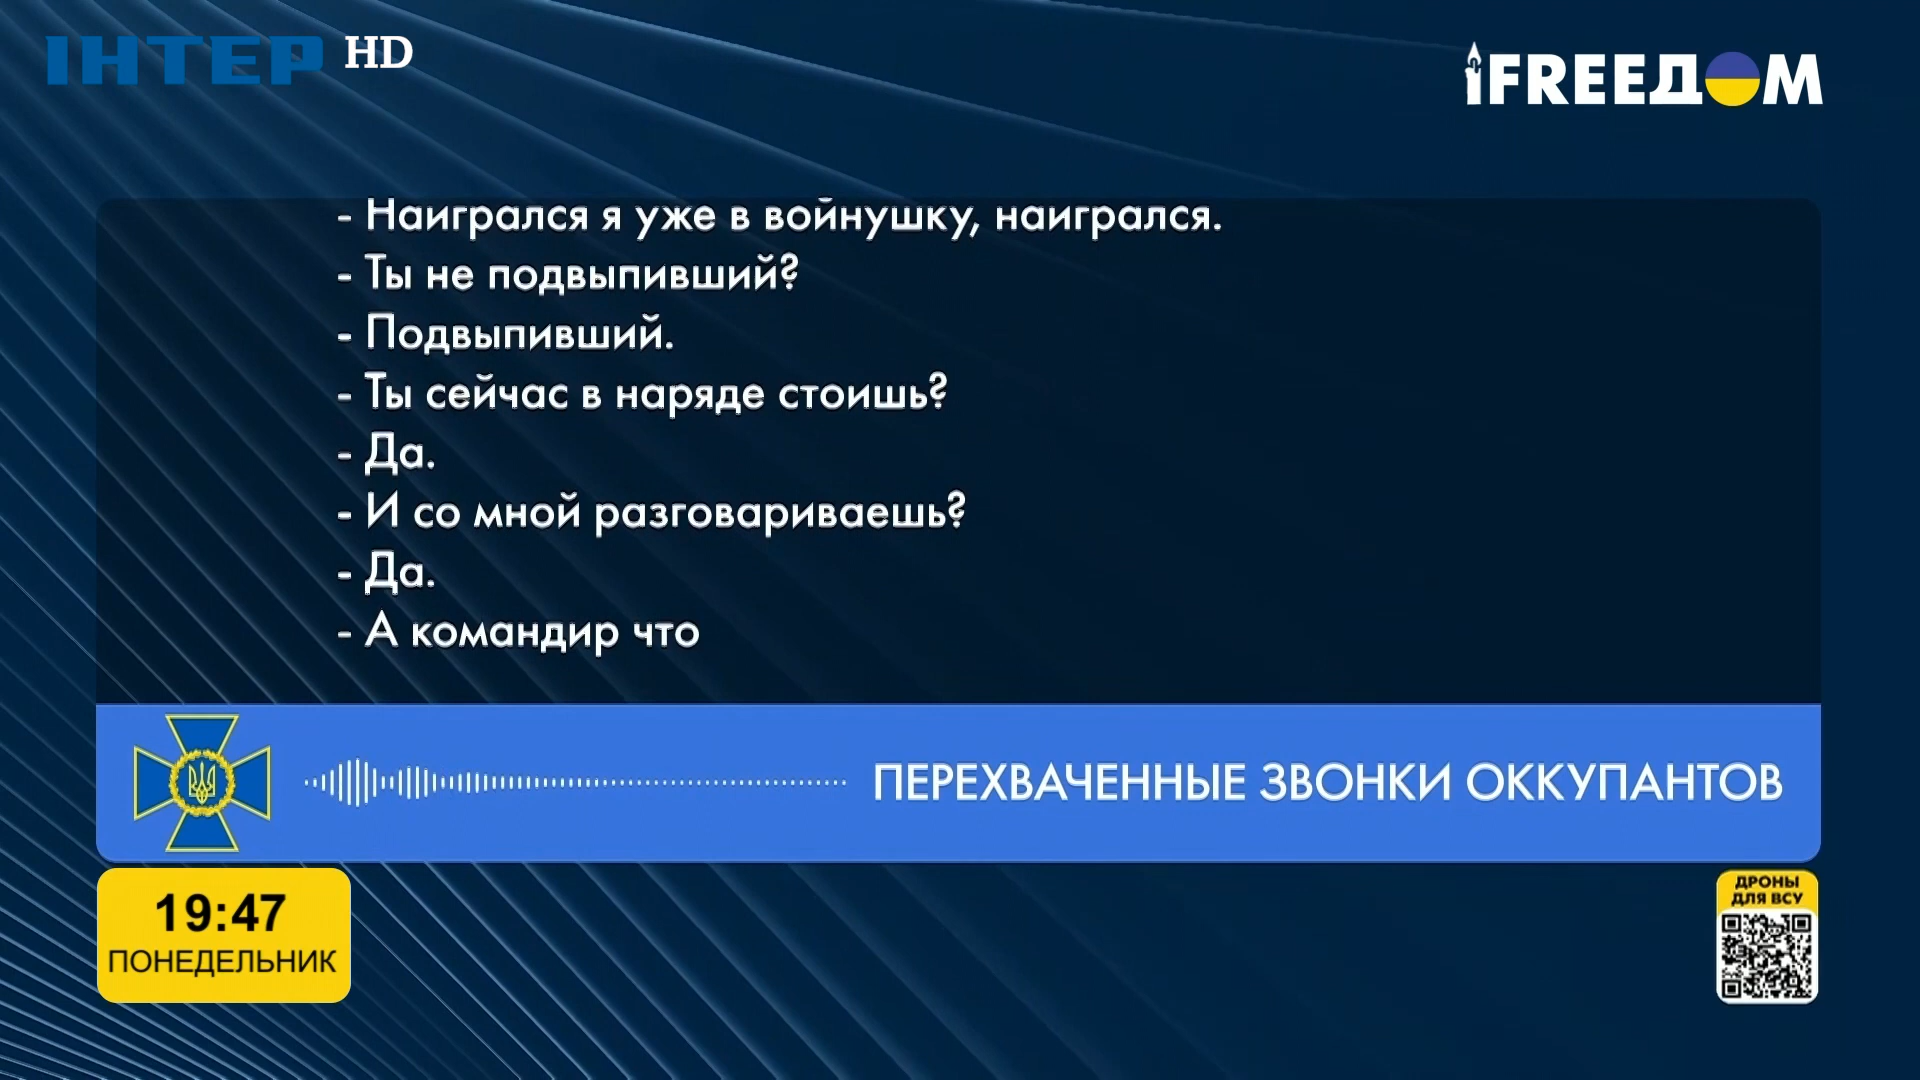 ІНТЕР HD
iFREEДОМ
- Наигрался я уже в войнушку, наигрался.
- Ты не подвыпивший?
- Подвыпивший.
- Ты сейчас в наряде стоишь?
- Да.
- И со мной разговариваешь?
- Да.
- А командир что
ПЕРЕХВАЧЕННЫЕ ЗВОНКИ ОККУПАНТОВ
19:47
ПОНЕДЕЛЬНИК
ДРОНЫ
ДЛЯ ВСУ